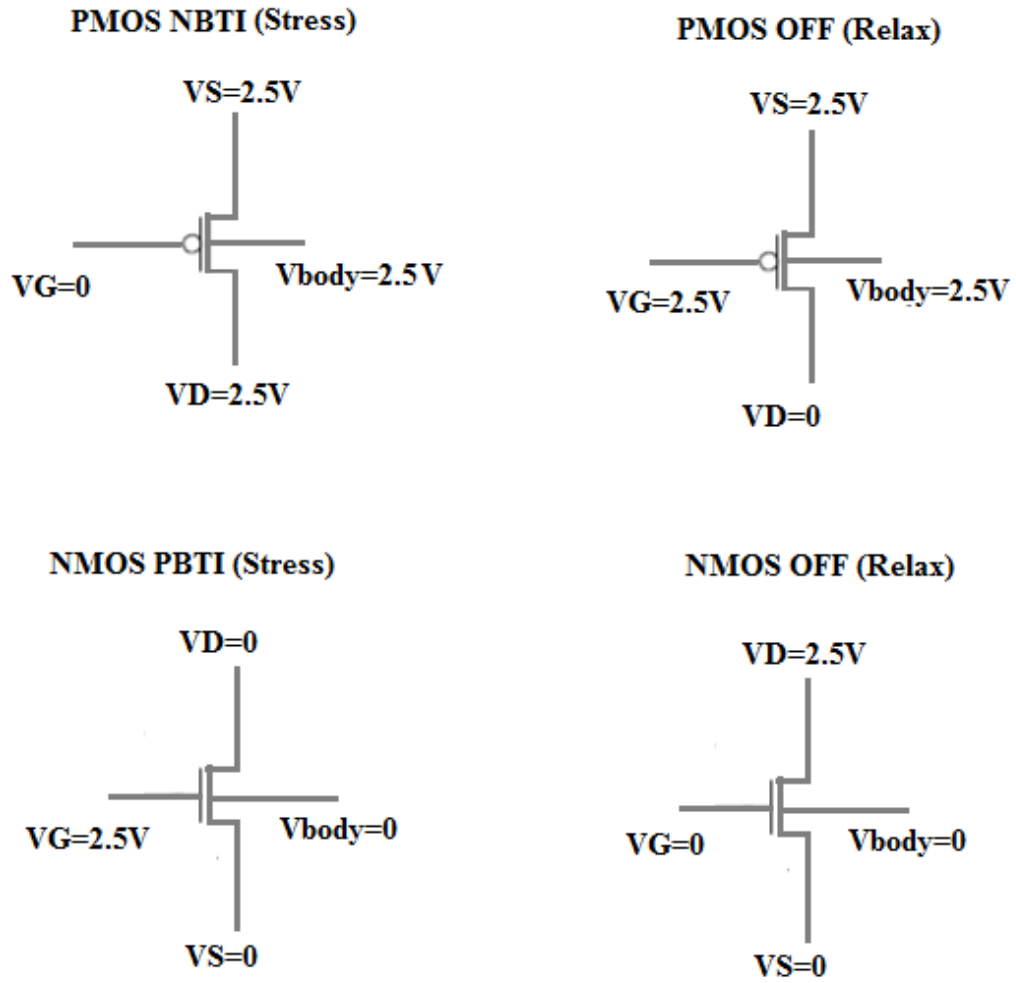 PMOS NBTI (Stress)
VS=2.5V
VG=0
Vbody=2.5V
VD=2.5V
PMOS OFF (Relax)
VS=2.5V
VG=2.5V
Vbody=2.5V
VD=0
NMOS PBTI (Stress)
VD=0
VG=2.5V
Vbody=0
VS=0
NMOS OFF (Relax)
VD=2.5V
VG=0
Vbody=0
VS=0